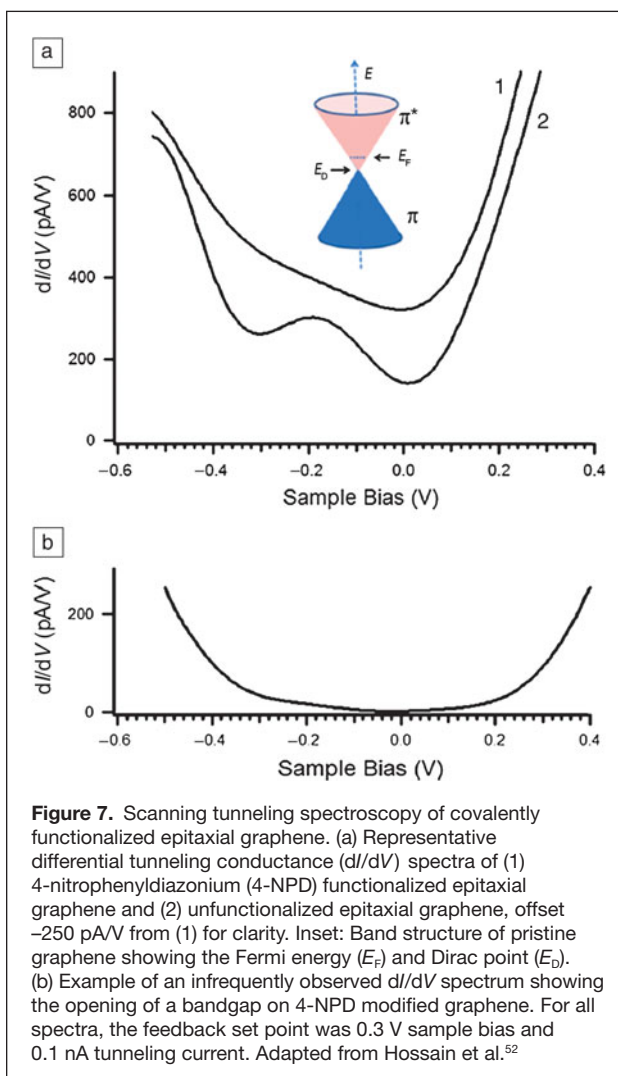 a
800
600
400
200
0
dI/dV (pA/V)
E
π*
E_D
E_F
π
1
2
–0.6 –0.4 –0.2 0.0 0.2 0.4
Sample Bias (V)
b
200
0
dI/dV (pA/V)
–0.6 –0.4 –0.2 0.0 0.2 0.4
Sample Bias (V)
Figure 7. Scanning tunneling spectroscopy of covalently
functionalized epitaxial graphene. (a) Representative
differential tunneling conductance (dI/dV) spectra of (1)
4-nitrophenyldiazonium (4-NPD) functionalized epitaxial
graphene and (2) unfunctionalized epitaxial graphene, offset
–250 pA/V from (1) for clarity. Inset: Band structure of pristine
graphene showing the Fermi energy (E_F) and Dirac point (E_D).
(b) Example of an infrequently observed dI/dV spectrum showing
the opening of a bandgap on 4-NPD modified graphene. For all
spectra, the feedback set point was 0.3 V sample bias and
0.1 nA tunneling current. Adapted from Hossain et al.⁵²